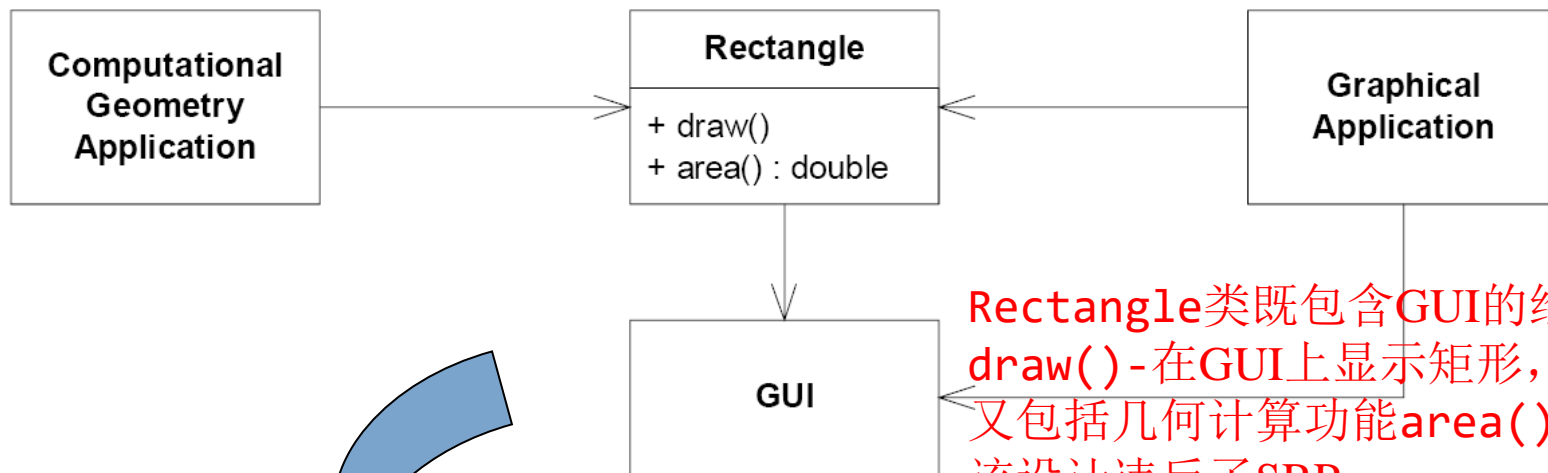 Computational
Geometry
Application
Rectangle
+ draw()
+ area() : double
Graphical
Application
GUI
Rectangle类既包含GUI的
draw()-在GUI上显示矩形，
又包括几何计算功能area()